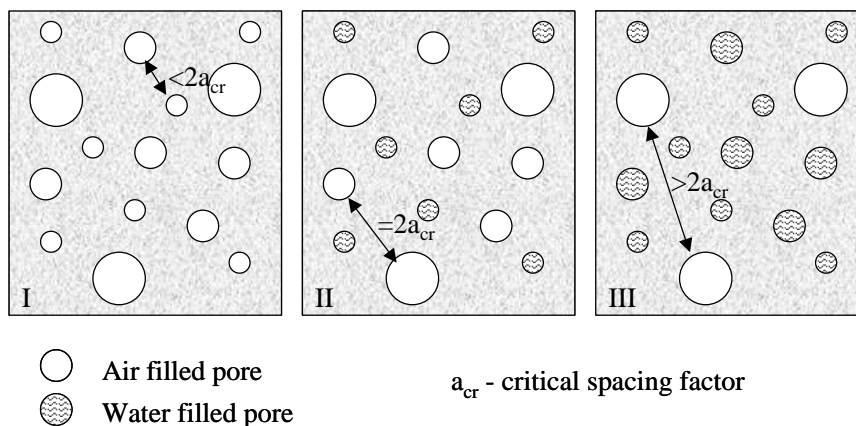 <2a_cr
=2a_cr
>2a_cr
I
II
III
Air filled pore
a_cr - critical spacing factor
Water filled pore